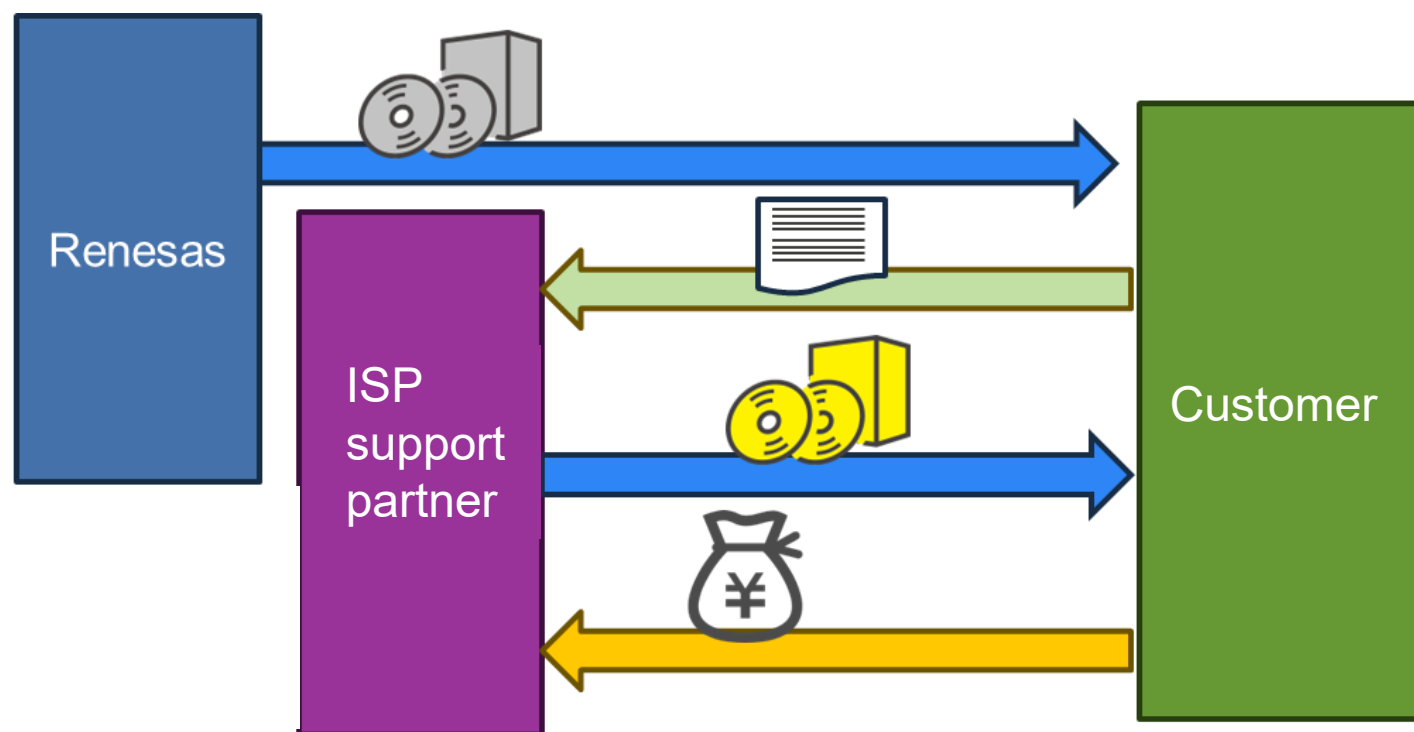 Renesas
ISP
support
partner
Customer
¥